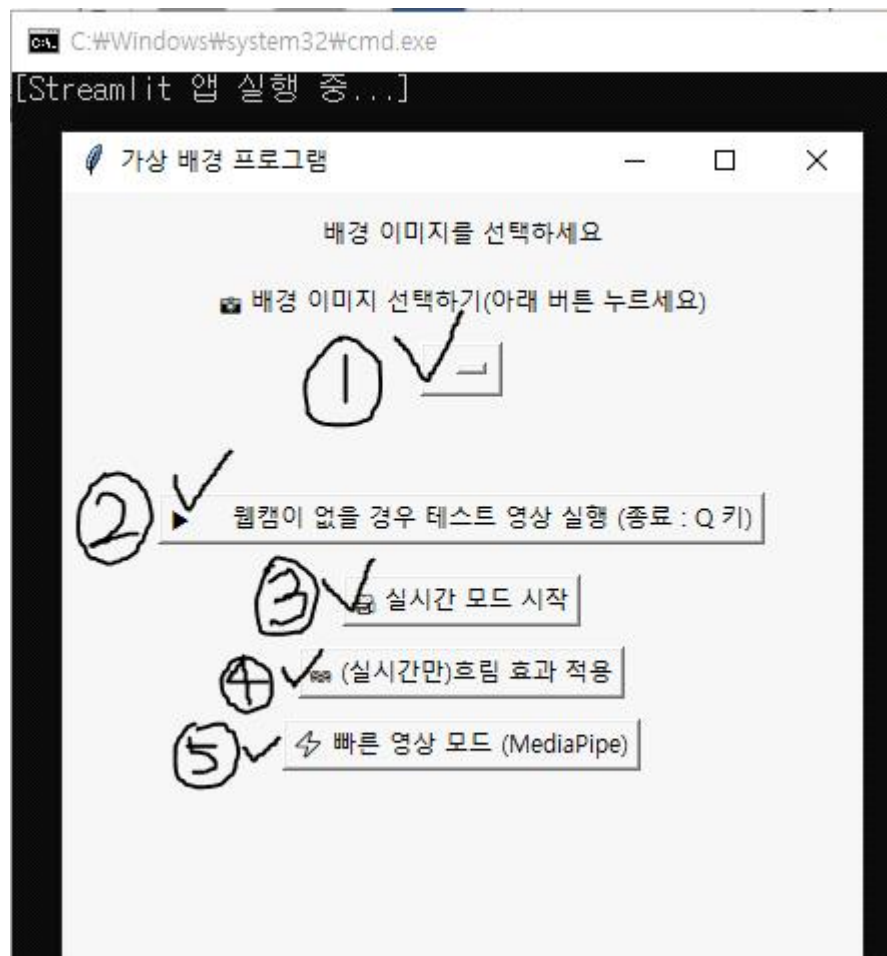 C:₩Windows₩system32₩cmd.exe
[Streamlit 앱 실행 중...]
가상 배경 프로그램
배경 이미지를 선택하세요
📷 배경 이미지 선택하기(아래 버튼 누르세요)
①
② ▶ 웹캠이 없을 경우 테스트 영상 실행 (종료 : Q 키)
③ 실시간 모드 시작
④ (실시간만)흐림 효과 적용
⑤ ⚡ 빠른 영상 모드 (MediaPipe)